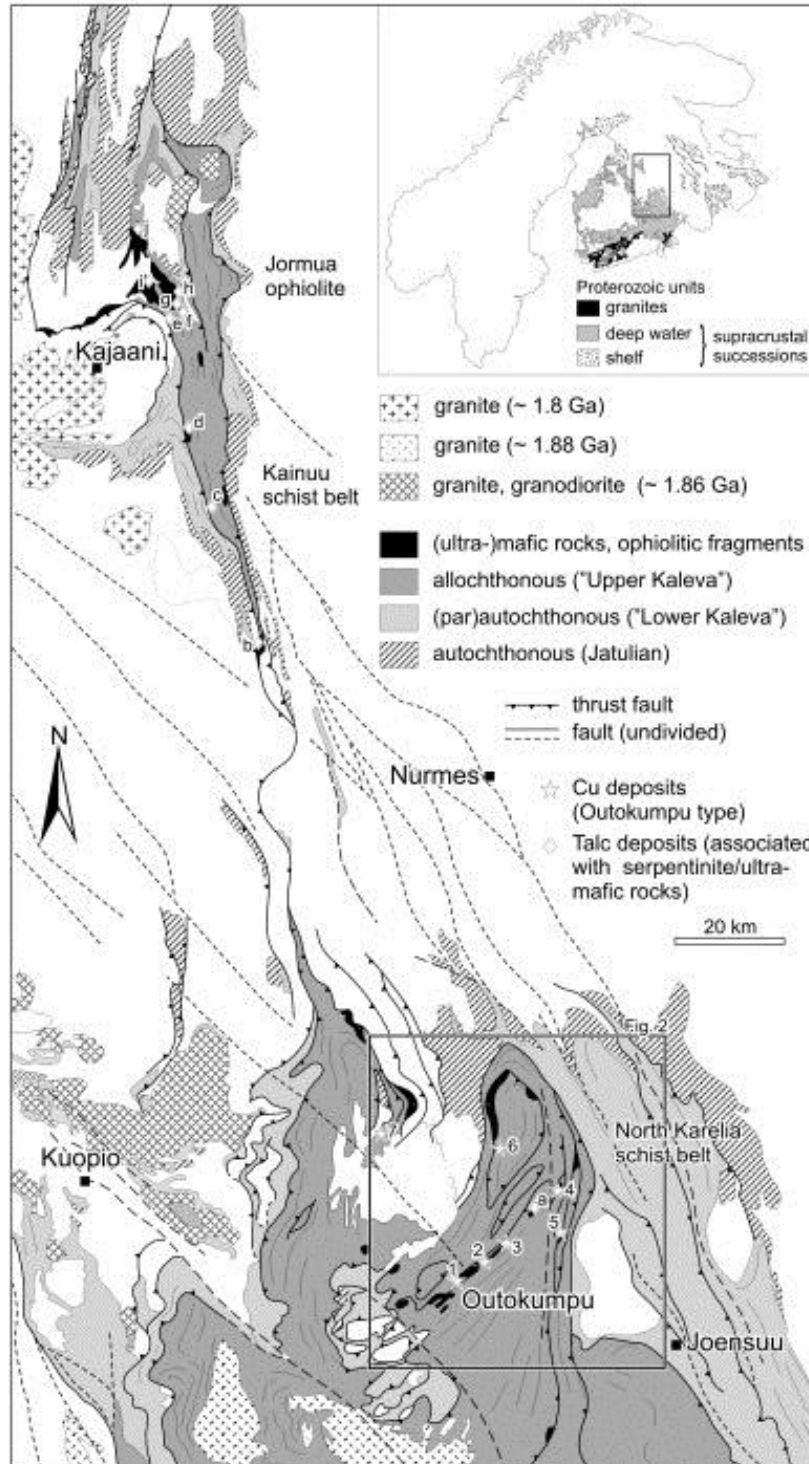 Jormua
ophiolite
i
h
g
e f
Kajaani
d
Kainuu
schist belt
c
b
N
Nurmes
Proterozoic units
granites
deep water
shelf
supracrustal
successions
granite (~ 1.8 Ga)
granite (~ 1.88 Ga)
granite, granodiorite (~ 1.86 Ga)
(ultra-)mafic rocks, ophiolitic fragments
allochthonous ("Upper Kaleva")
(par)autochthonous ("Lower Kaleva")
autochthonous (Jatulian)
thrust fault
fault (undivided)
Cu deposits
(Outokumpu type)
Talc deposits (associated
with serpentinite/ultra-
mafic rocks)
20 km
Fig. 2
North Karelia
schist belt
Kuopio
6
4
a
5
3
2
1
Outokumpu
Joensuu